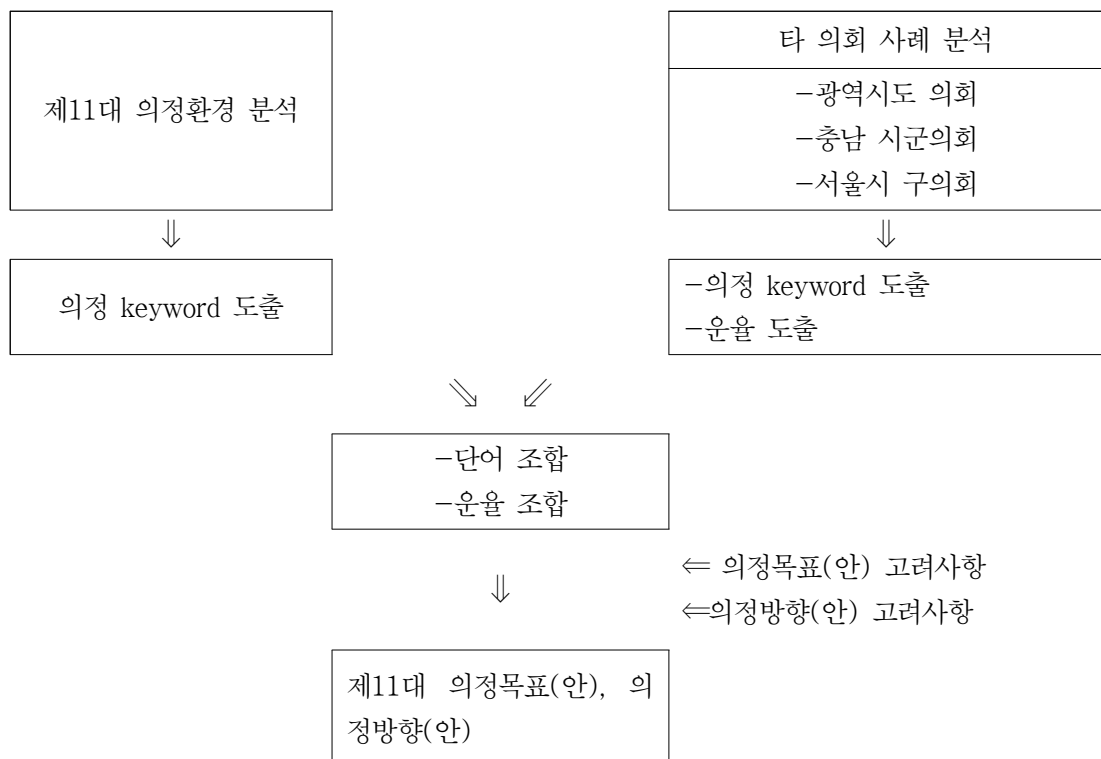 타 의회 사례 분석
제11대 의정환경 분석
-광역시도 의회
-충남 시군의회
-서울시 구의회
⇓ ⇓
의정 keyword 도출
-의정 keyword 도출
-운율 도출
⇘ ⇙
-단어 조합
-운율 조합
⇓
⇐ 의정목표(안) 고려사항
⇐의정방향(안) 고려사항
제11대 의정목표(안), 의
정방향(안)